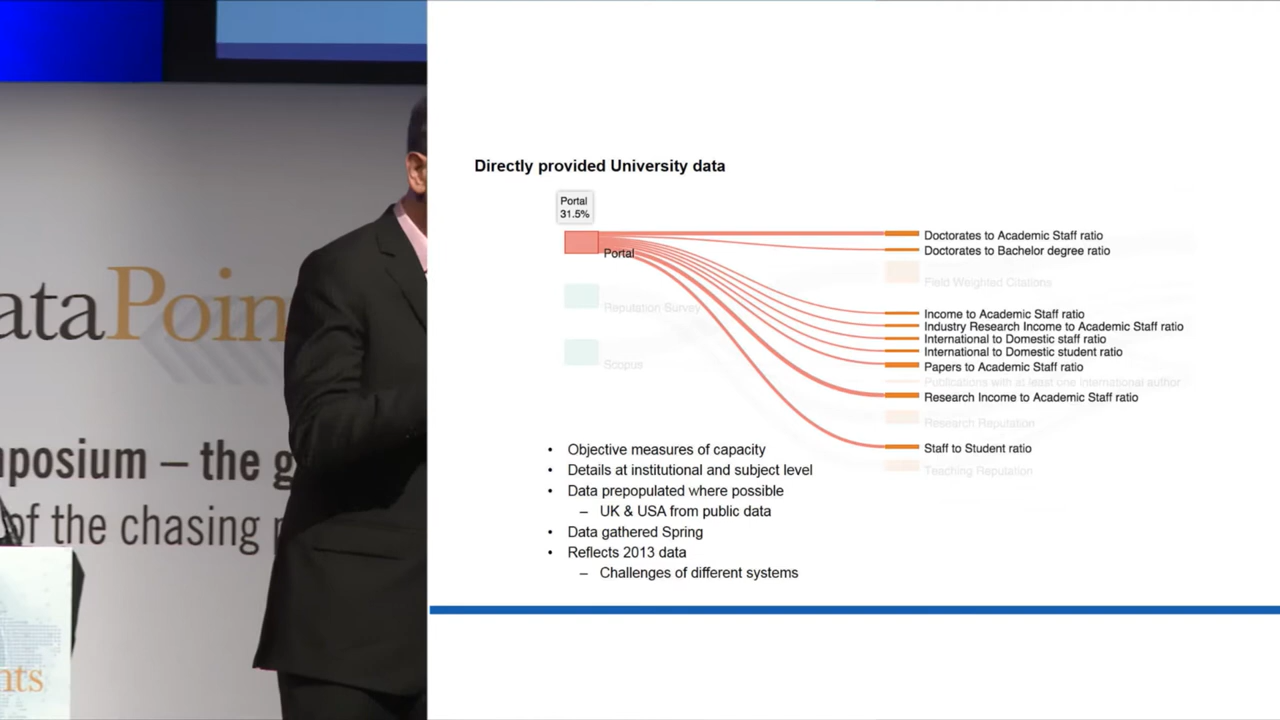 ataPoin
mposium – the g
of the chasing
nts
Directly provided University data
Portal
31.5%
Portal
Reputation Survey
Scopus
Doctorates to Academic Staff ratio
Doctorates to Bachelor degree ratio
Field Weighted Citations
Income to Academic Staff ratio
Industry Research Income to Academic Staff ratio
International to Domestic staff ratio
International to Domestic student ratio
Papers to Academic Staff ratio
Publications with at least one international author
Research Income to Academic Staff ratio
Research Reputation
Staff to Student ratio
Teaching Reputation
• Objective measures of capacity
• Details at institutional and subject level
• Data prepopulated where possible
– UK & USA from public data
• Data gathered Spring
• Reflects 2013 data
– Challenges of different systems